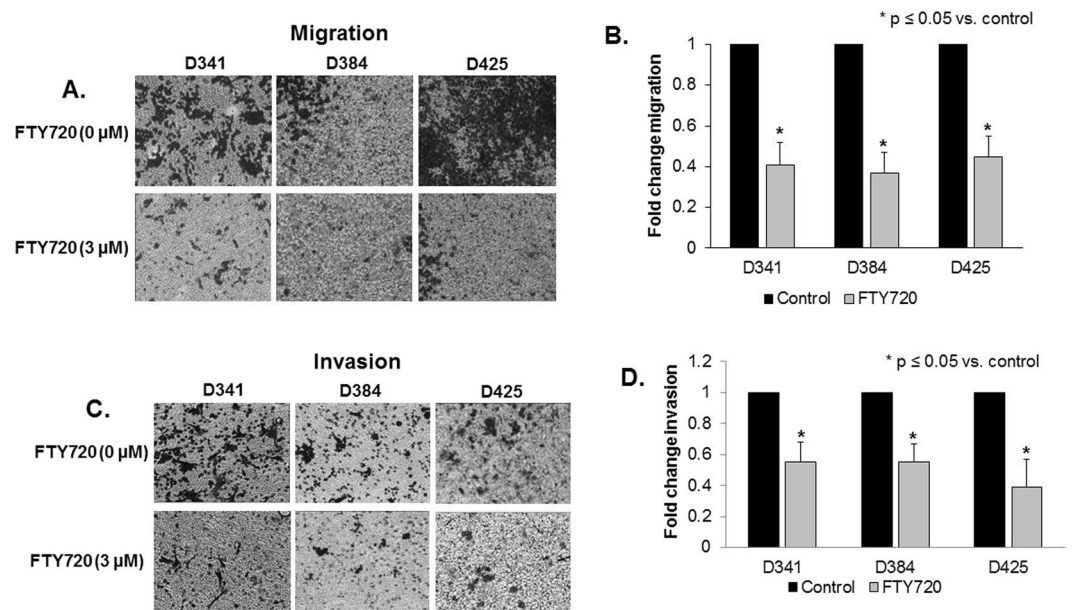 Migration
A.
D341 D384 D425
FTY720 (0 µM)
FTY720 (3 µM)
B.
* p ≤ 0.05 vs. control
Fold change migration
1
0.8
0.6
0.4
0.2
0
* * *
D341 D384 D425
Control FTY720
Invasion
C.
D341 D384 D425
FTY720 (0 µM)
FTY720 (3 µM)
D.
* p ≤ 0.05 vs. control
Fold change invasion
1.2
1
0.8
0.6
0.4
0.2
0
* * *
D341 D384 D425
Control FTY720